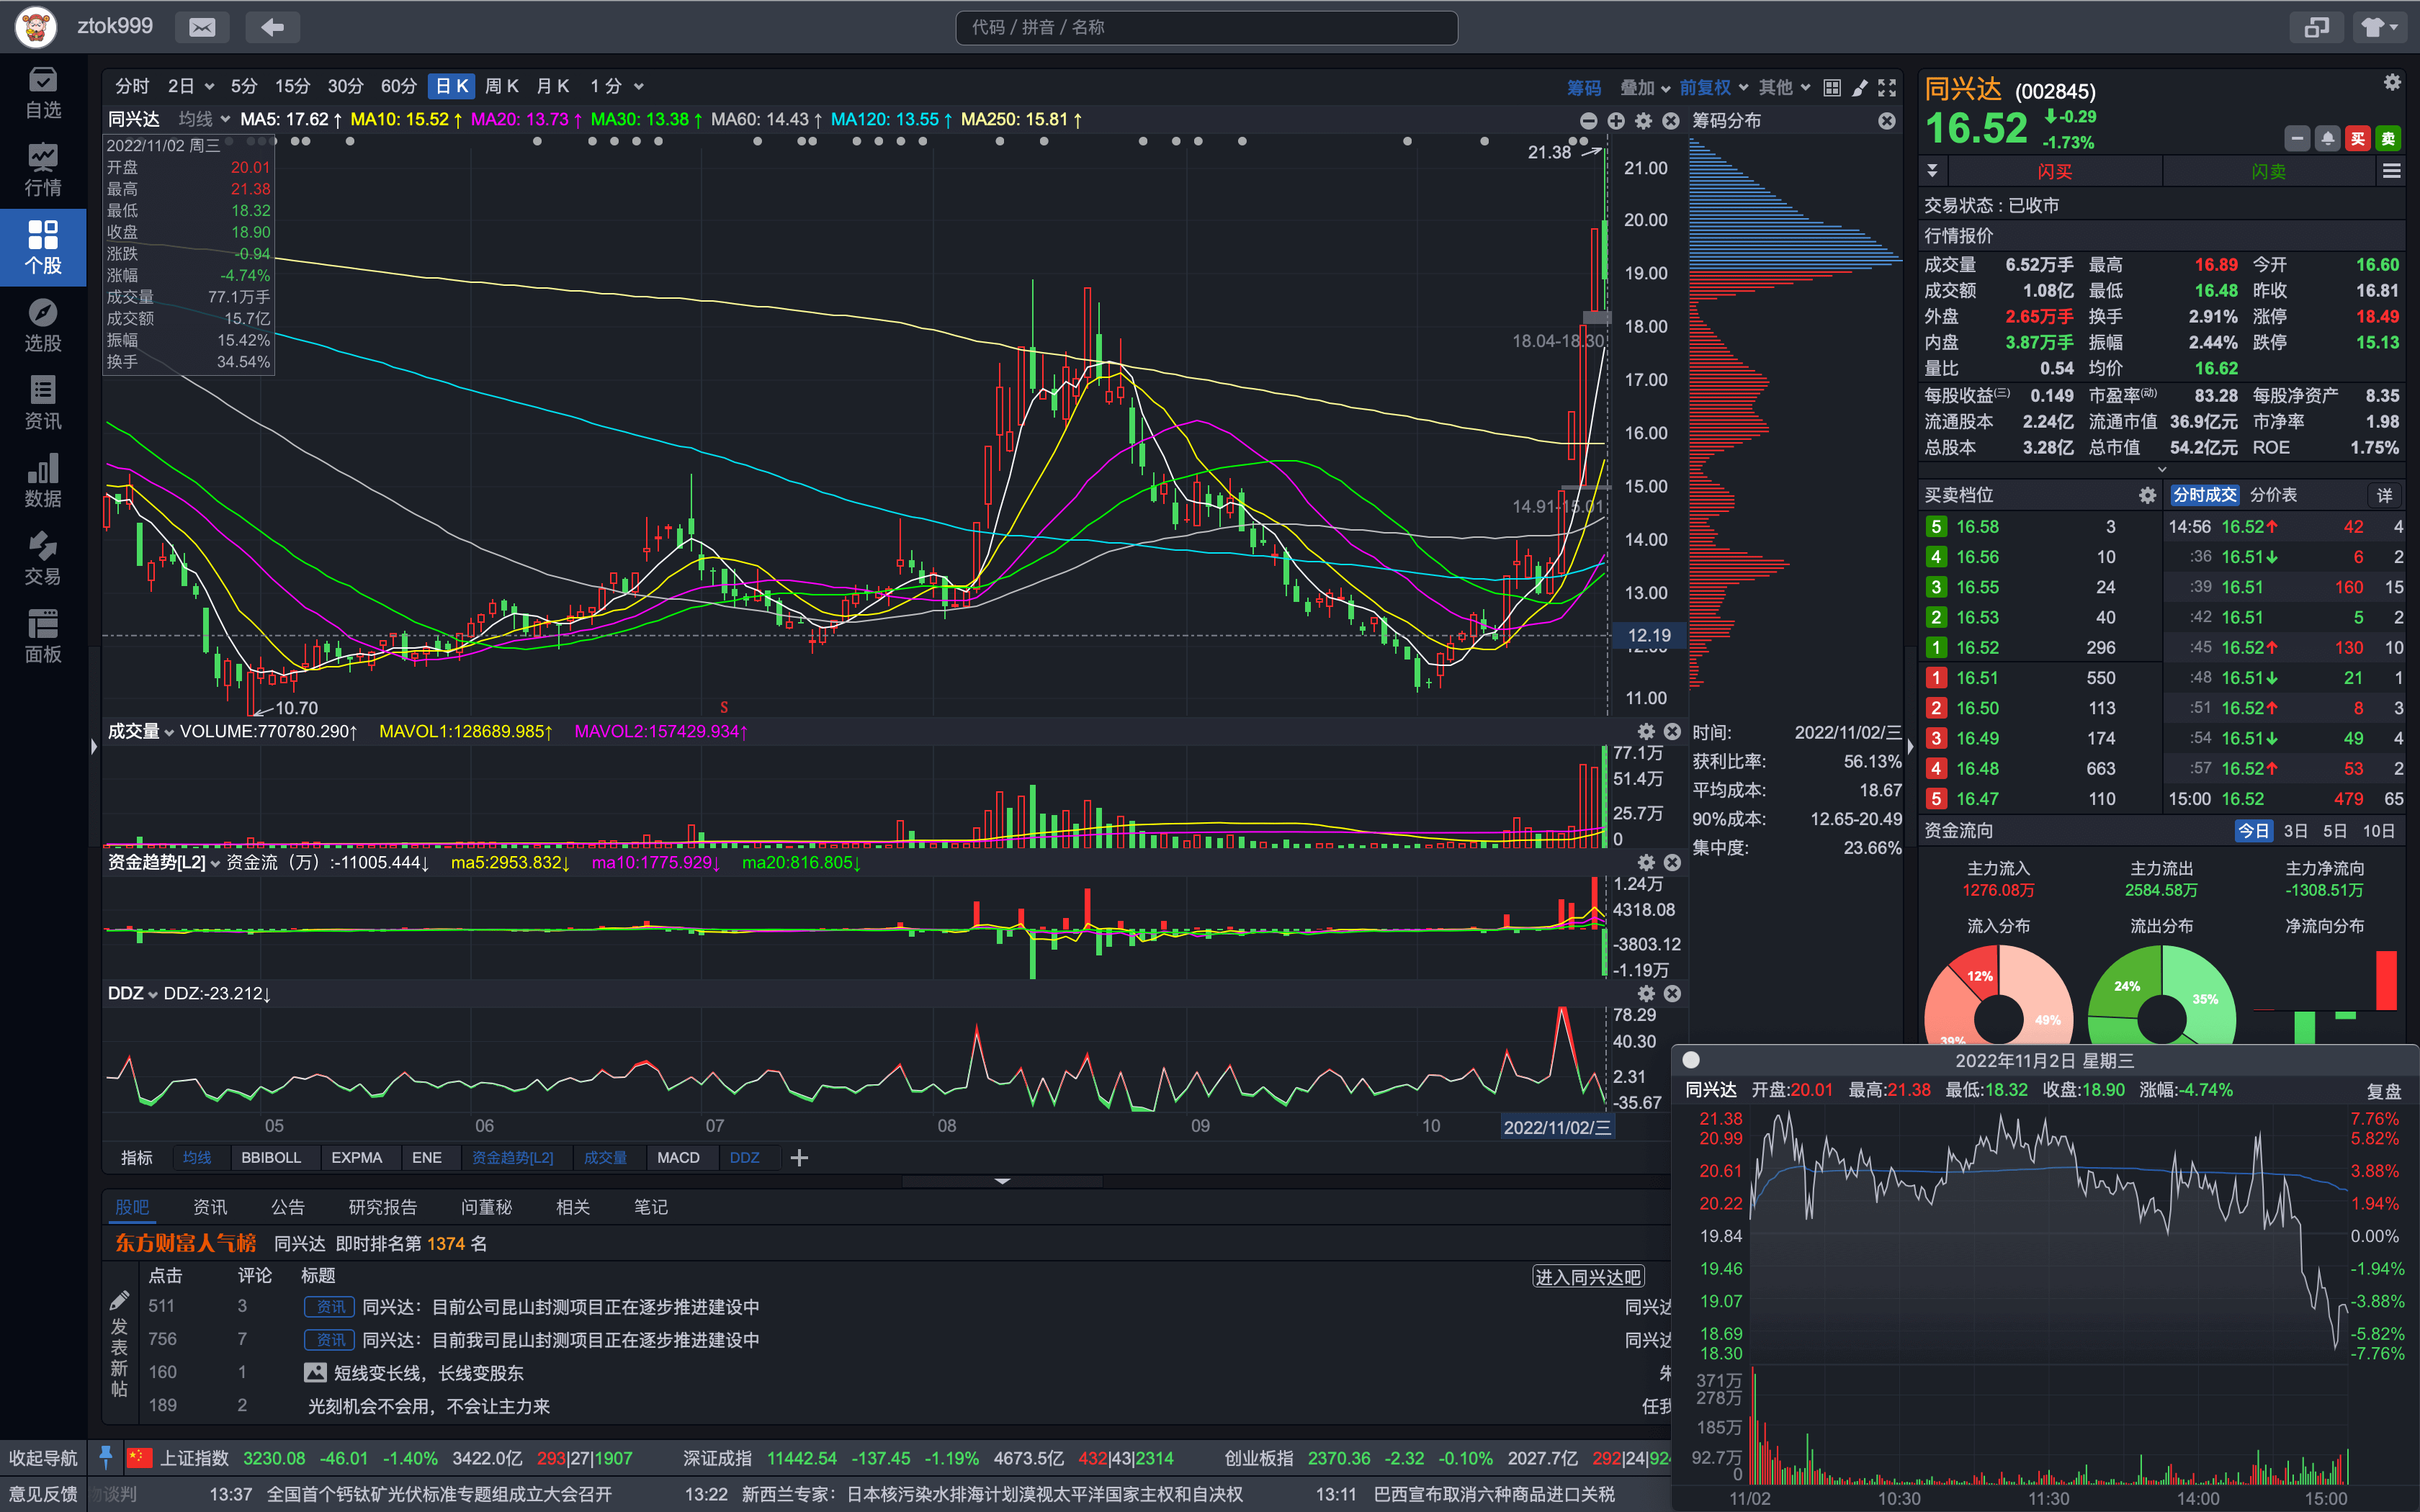 ztok999
代码 / 拼音 / 名称
自选
行情
个股
选股
资讯
数据
交易
面板
分时 2日 5分 15分 30分 60分 日K 周K 月K 1分
筹码 叠加 前复权 其他
同兴达 均线 MA5: 17.62↑ MA10: 15.52↑ MA20: 13.73↑ MA30: 13.38↑ MA60: 14.43↑ MA120: 13.55↑ MA250: 15.81↑
筹码分布
2022/11/02 周三
开盘 20.01
最高 21.38
最低 18.32
收盘 18.90
涨跌 -0.94
涨幅 -4.74%
成交量 77.1万手
成交额 15.7亿
振幅 15.42%
换手 34.54%
21.38
21.00
20.00
19.00
18.00
17.00
16.00
15.00
14.00
13.00
12.19
11.00
18.04-18.30
14.91-15.01
10.70
S
成交量 VOLUME:770780.290↑ MAVOL1:128689.985↑ MAVOL2:157429.934↑
77.1万
51.4万
25.7万
0
资金趋势[L2] 资金流（万）:-11005.444↓ ma5:2953.832↓ ma10:1775.929↓ ma20:816.805↓
1.24万
4318.08
-3803.12
-1.19万
DDZ DDZ:-23.212↓
78.29
40.30
2.31
-35.67
05 06 07 08 09 10 2022/11/02/三
时间: 2022/11/02/三
获利比率: 56.13%
平均成本: 18.67
90%成本: 12.65-20.49
集中度: 23.66%
指标 均线 BBIBOLL EXPMA ENE 资金趋势[L2] 成交量 MACD DDZ
股吧 资讯 公告 研究报告 问董秘 相关 笔记
东方财富人气榜 同兴达 即时排名第 1374 名
点击 评论 标题
进入同兴达吧
发表新帖
511 3 资讯 同兴达：目前公司昆山封测项目正在逐步推进建设中 同兴达
756 7 资讯 同兴达：目前我司昆山封测项目正在逐步推进建设中 同兴达
160 1 短线变长线，长线变股东
189 2 光刻机会不会用，不会让主力来 任我
同兴达 (002845)
16.52 -0.29
-1.73%
买 卖
闪买 闪卖
交易状态 : 已收市
行情报价
成交量 6.52万手 最高 16.89 今开 16.60
成交额 1.08亿 最低 16.48 昨收 16.81
外盘 2.65万手 换手 2.91% 涨停 18.49
内盘 3.87万手 振幅 2.44% 跌停 15.13
量比 0.54 均价 16.62
每股收益(三) 0.149 市盈率(动) 83.28 每股净资产 8.35
流通股本 2.24亿 流通市值 36.9亿元 市净率 1.98
总股本 3.28亿 总市值 54.2亿元 ROE 1.75%
买卖档位 分时成交 分价表 详
5 16.58 3
4 16.56 10
3 16.55 24
2 16.53 40
1 16.52 296
1 16.51 550
2 16.50 113
3 16.49 174
4 16.48 663
5 16.47 110
14:56 16.52↑ 42 4
:36 16.51↓ 6 2
:39 16.51 160 15
:42 16.51 5 2
:45 16.52↑ 130 10
:48 16.51↓ 21 1
:51 16.52↑ 8 3
:54 16.51↓ 49 4
:57 16.52↑ 53 2
15:00 16.52 479 65
资金流向 今日 3日 5日 10日
主力流入 主力流出 主力净流向
1276.08万 2584.58万 -1308.51万
流入分布 流出分布 净流向分布
12% 49% 39%
24% 35%
2022年11月2日 星期三
同兴达 开盘:20.01 最高:21.38 最低:18.32 收盘:18.90 涨幅:-4.74% 复盘
21.38 7.76%
20.99 5.82%
20.61 3.88%
20.22 1.94%
19.84 0.00%
19.46 -1.94%
19.07 -3.88%
18.69 -5.82%
18.30 -7.76%
371万
278万
185万
92.7万
0
11/02 10:30 11:30 14:00 15:00
收起导航 上证指数 3230.08 -46.01 -1.40% 3422.0亿 293|27|1907 深证成指 11442.54 -137.45 -1.19% 4673.5亿 432|43|2314 创业板指 2370.36 -2.32 -0.10% 2027.7亿 292|24|924
意见反馈 谈判 13:37 全国首个钙钛矿光伏标准专题组成立大会召开 13:22 新西兰专家：日本核污染水排海计划漠视太平洋国家主权和自决权 13:11 巴西宣布取消六种商品进口关税